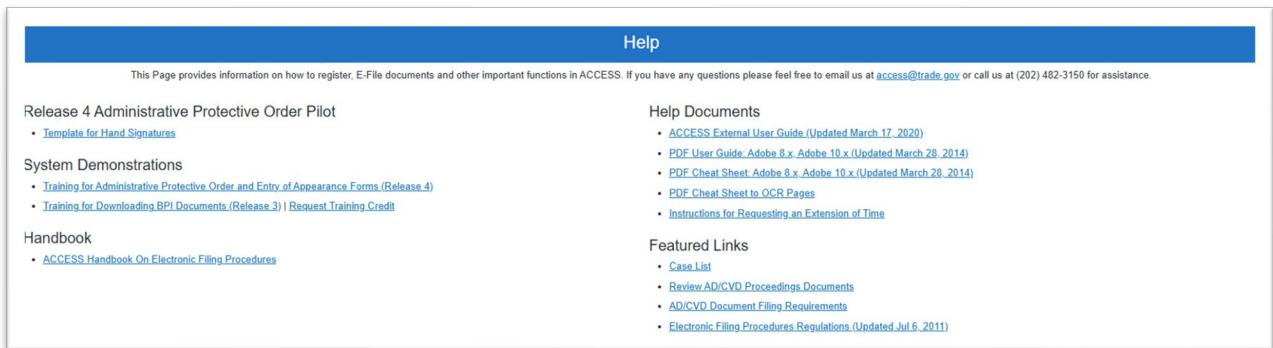 Help
This Page provides information on how to register, E-File documents and other important functions in ACCESS. If you have any questions please feel free to email us at access@trade.gov or call us at (202) 482-3150 for assistance.
Release 4 Administrative Protective Order Pilot
• Template for Hand Signatures
System Demonstrations
• Training for Administrative Protective Order and Entry of Appearance Forms (Release 4)
• Training for Downloading BPI Documents (Release 3) | Request Training Credit
Handbook
• ACCESS Handbook On Electronic Filing Procedures
Help Documents
• ACCESS External User Guide (Updated March 17, 2020)
• PDF User Guide: Adobe 8.x, Adobe 10.x (Updated March 28, 2014)
• PDF Cheat Sheet: Adobe 8.x, Adobe 10.x (Updated March 28, 2014)
• PDF Cheat Sheet to OCR Pages
• Instructions for Requesting an Extension of Time
Featured Links
• Case List
• Review AD/CVD Proceedings Documents
• AD/CVD Document Filing Requirements
• Electronic Filing Procedures Regulations (Updated Jul 6, 2011)